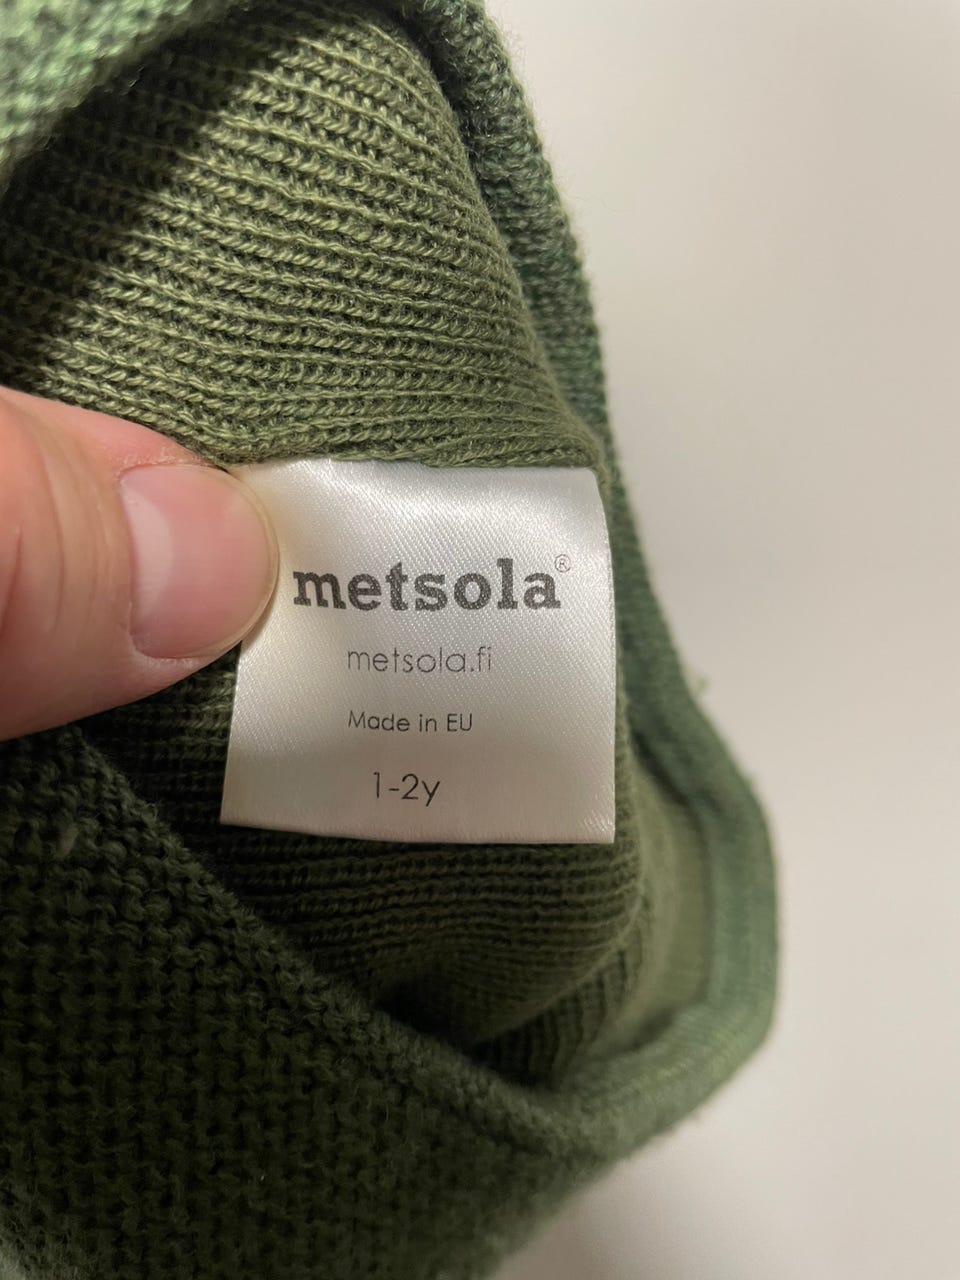 metsola®
metsola.fi
Made in EU
1-2y